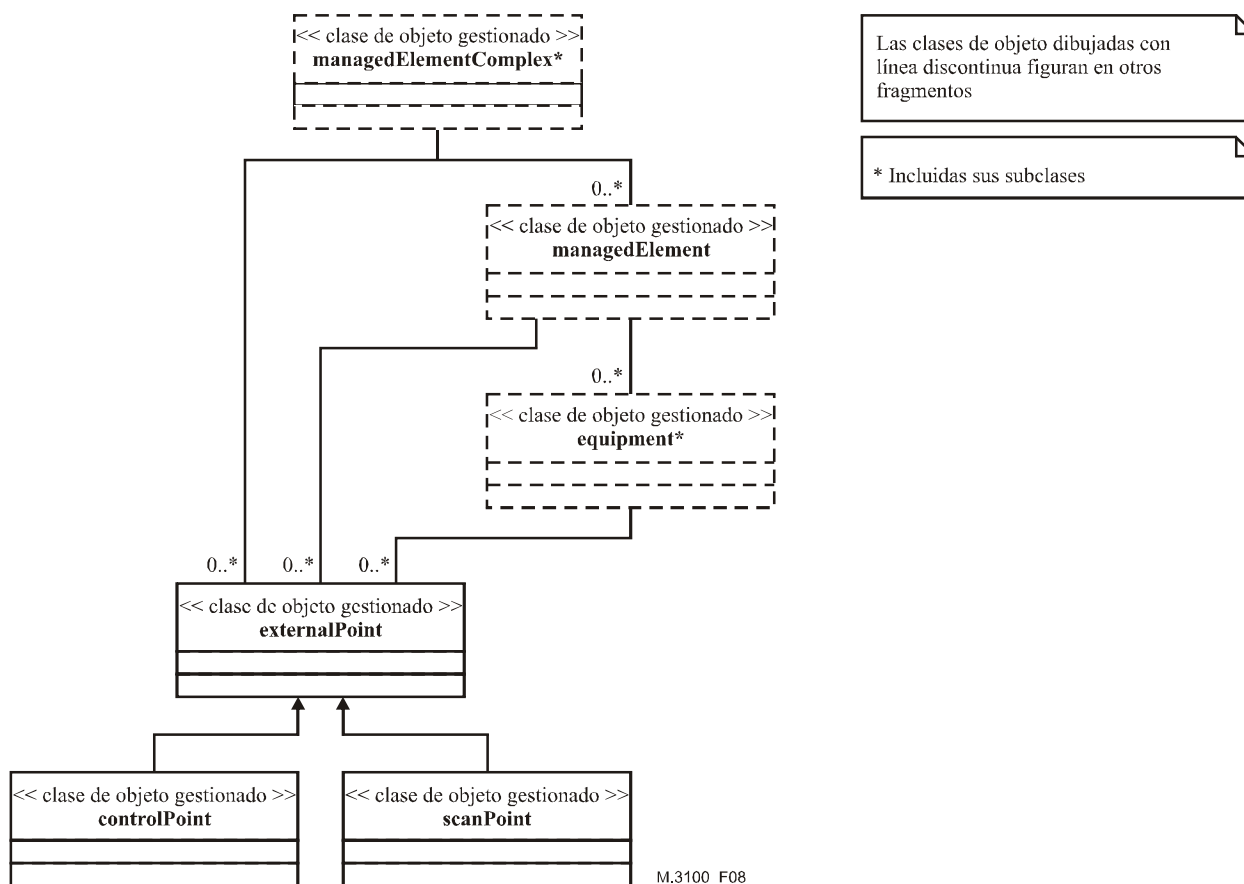 << clase de objeto gestionado >>
managedElementComplex*
Las clases de objeto dibujadas con
línea discontinua figuran en otros
fragmentos
* Incluidas sus subclases
0..*
<< clase de objeto gestionado >>
managedElement
0..*
<< clase de objeto gestionado >>
equipment*
0..*
0..*
0..*
<< clase de objeto gestionado >>
externalPoint
<< clase de objeto gestionado >>
controlPoint
<< clase de objeto gestionado >>
scanPoint
M.3100_F08